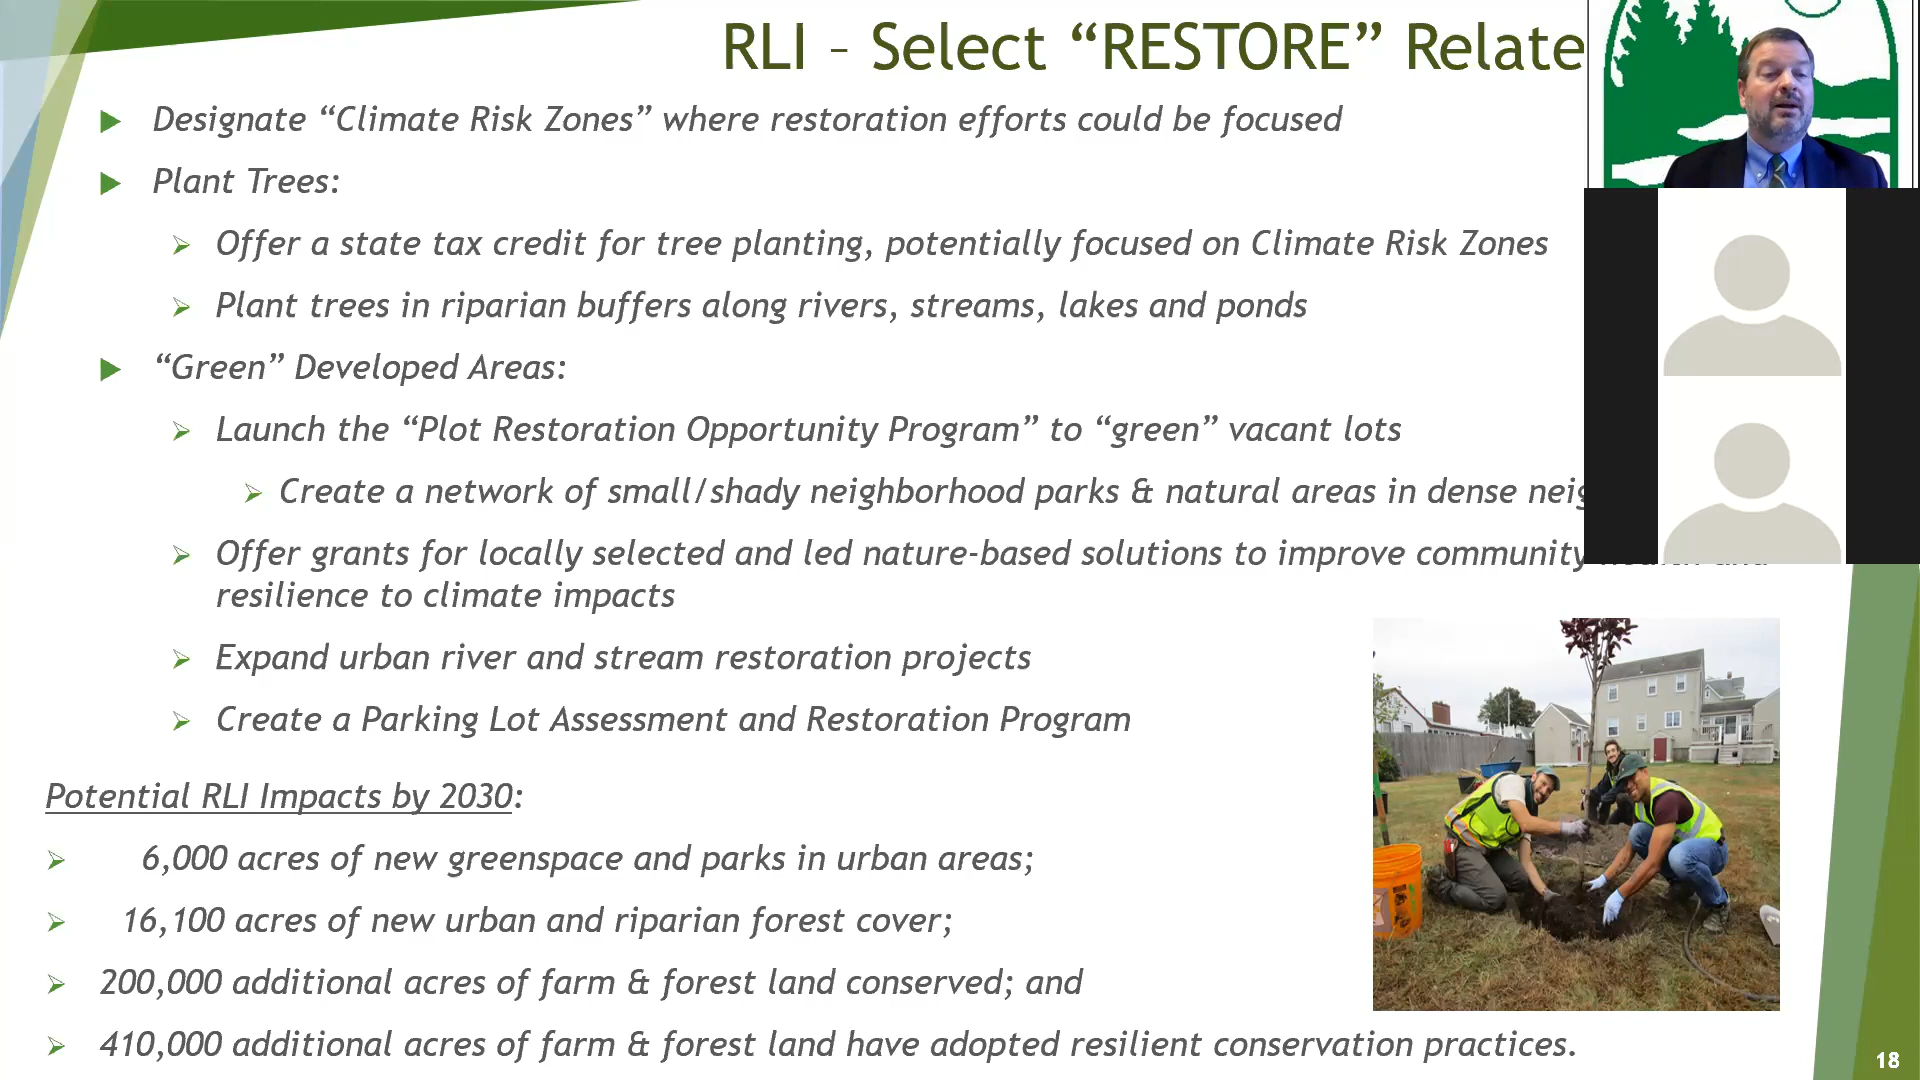 RLI – Select “RESTORE” Relate
Designate “Climate Risk Zones” where restoration efforts could be focused
Plant Trees:
Offer a state tax credit for tree planting, potentially focused on Climate Risk Zones
Plant trees in riparian buffers along rivers, streams, lakes and ponds
“Green” Developed Areas:
Launch the “Plot Restoration Opportunity Program” to “green” vacant lots
Create a network of small/shady neighborhood parks & natural areas in dense neig
Offer grants for locally selected and led nature-based solutions to improve community
resilience to climate impacts
Expand urban river and stream restoration projects
Create a Parking Lot Assessment and Restoration Program
Potential RLI Impacts by 2030:
6,000 acres of new greenspace and parks in urban areas;
16,100 acres of new urban and riparian forest cover;
200,000 additional acres of farm & forest land conserved; and
410,000 additional acres of farm & forest land have adopted resilient conservation practices.
18